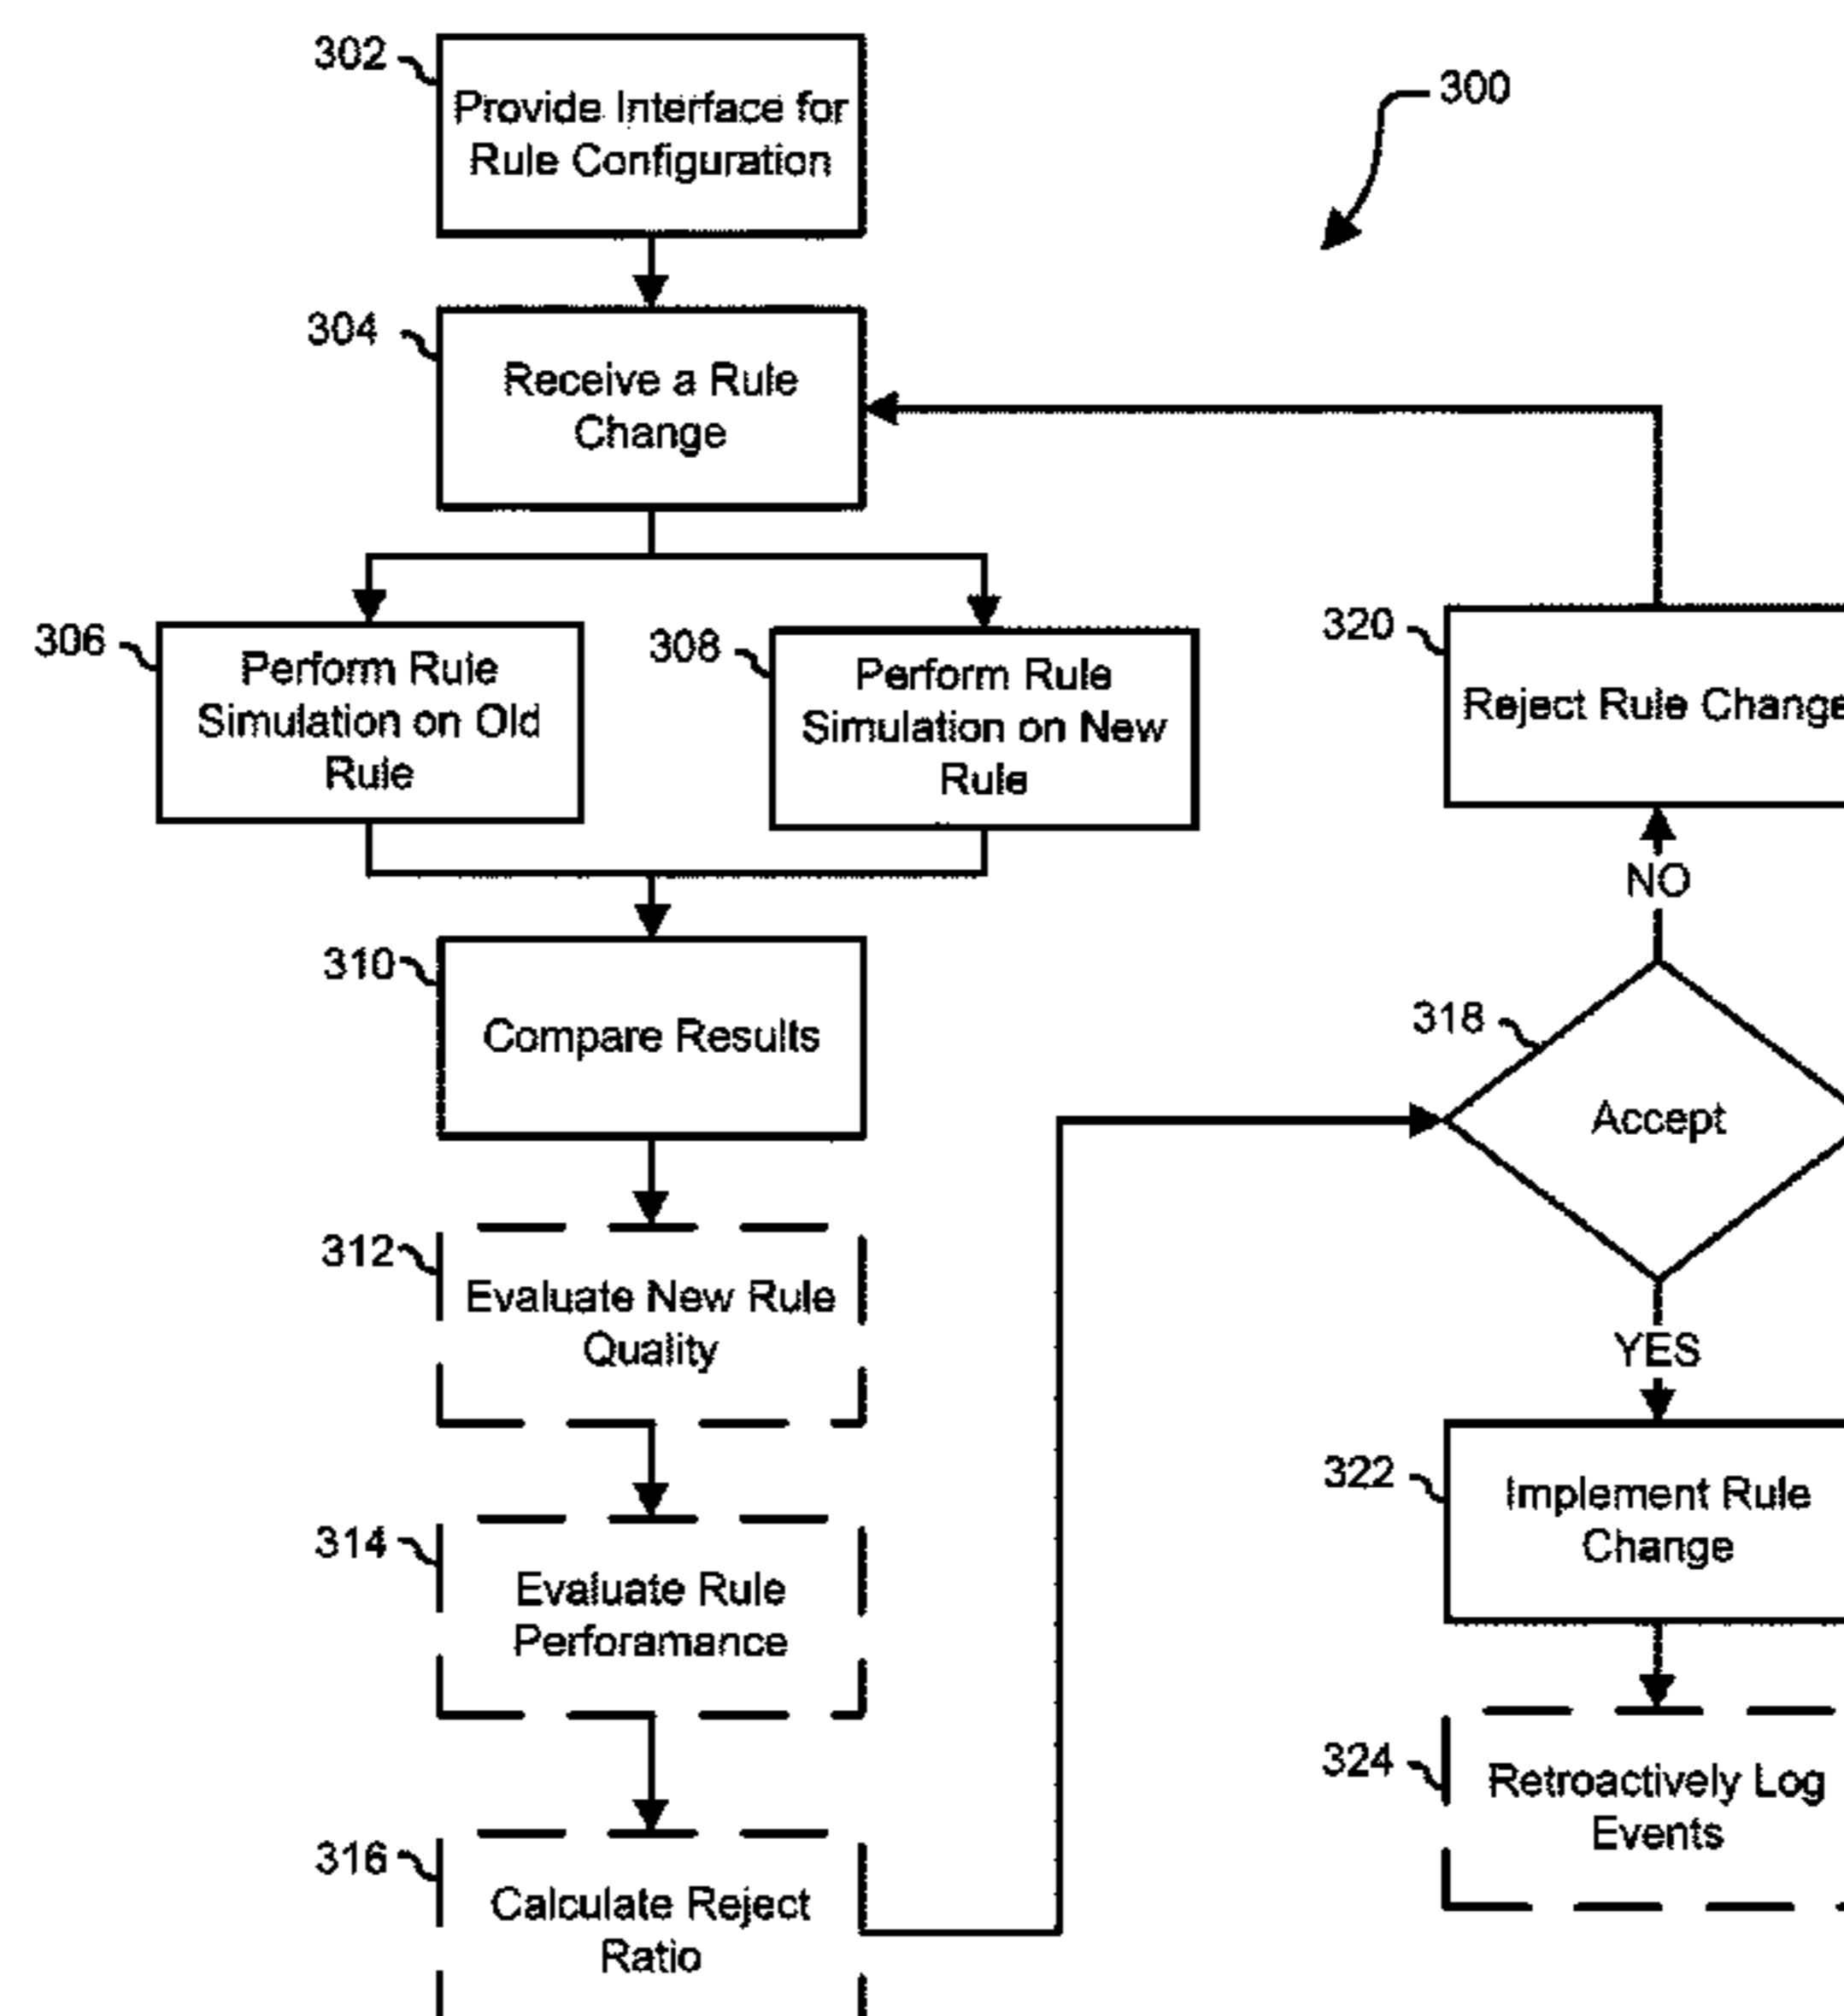 302
Provide Interface for
Rule Configuration
300
304
Receive a Rule
Change
306
Perform Rule
Simulation on Old
Rule
308
Perform Rule
Simulation on New
Rule
310
Compare Results
312
Evaluate New Rule
Quality
314
Evaluate Rule
Perforamance
316
Calculate Reject
Ratio
318
Accept
NO
320
Reject Rule Change
YES
322
Implement Rule
Change
324
Retroactively Log
Events